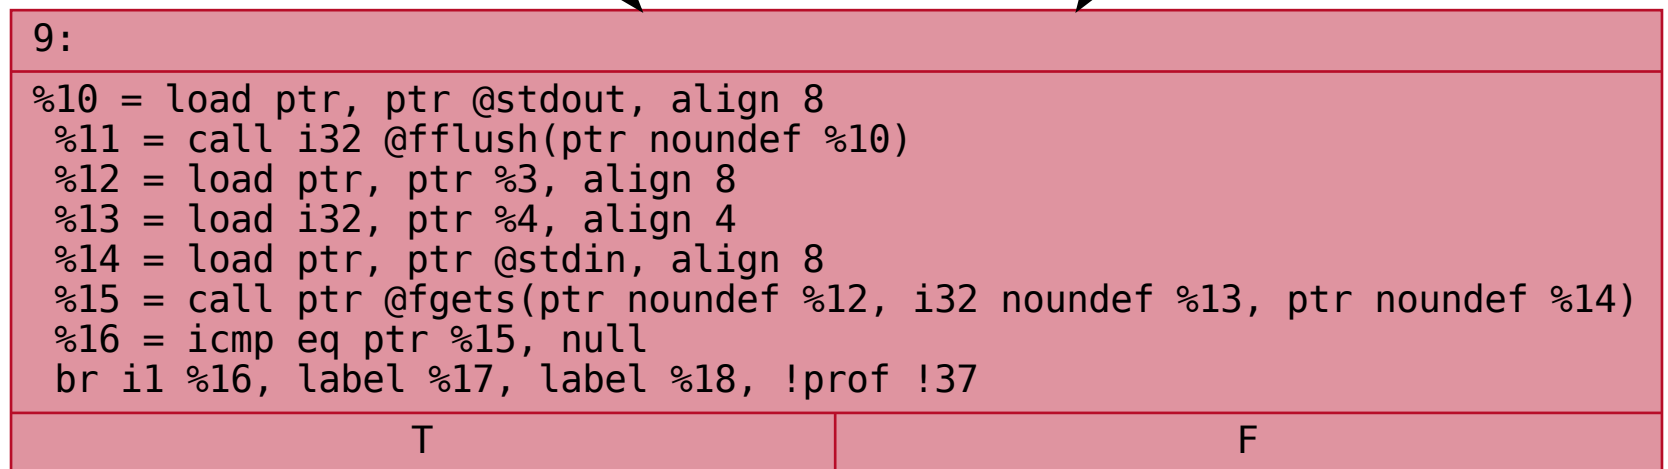 9:
%10 = load ptr, ptr @stdout, align 8
%11 = call i32 @fflush(ptr noundef %10)
%12 = load ptr, ptr %3, align 8
%13 = load i32, ptr %4, align 4
%14 = load ptr, ptr @stdin, align 8
%15 = call ptr @fgets(ptr noundef %12, i32 noundef %13, ptr noundef %14)
%16 = icmp eq ptr %15, null
br i1 %16, label %17, label %18, !prof !37
T
F